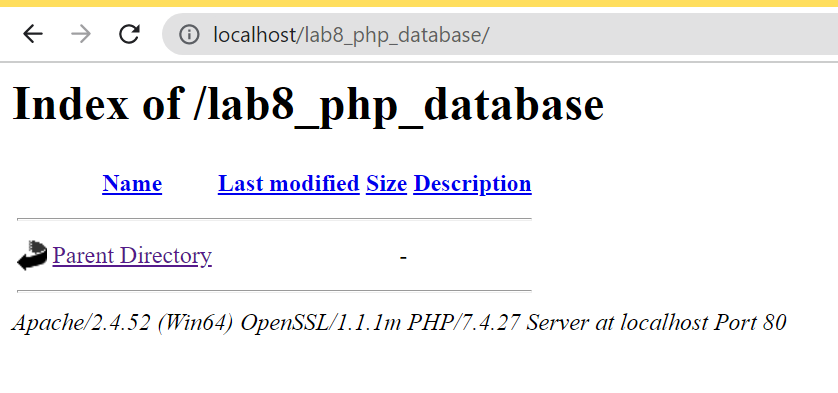 localhost/lab8_php_database/
Index of /lab8_php_database
Name Last modified Size Description
Parent Directory -
Apache/2.4.52 (Win64) OpenSSL/1.1.1m PHP/7.4.27 Server at localhost Port 80